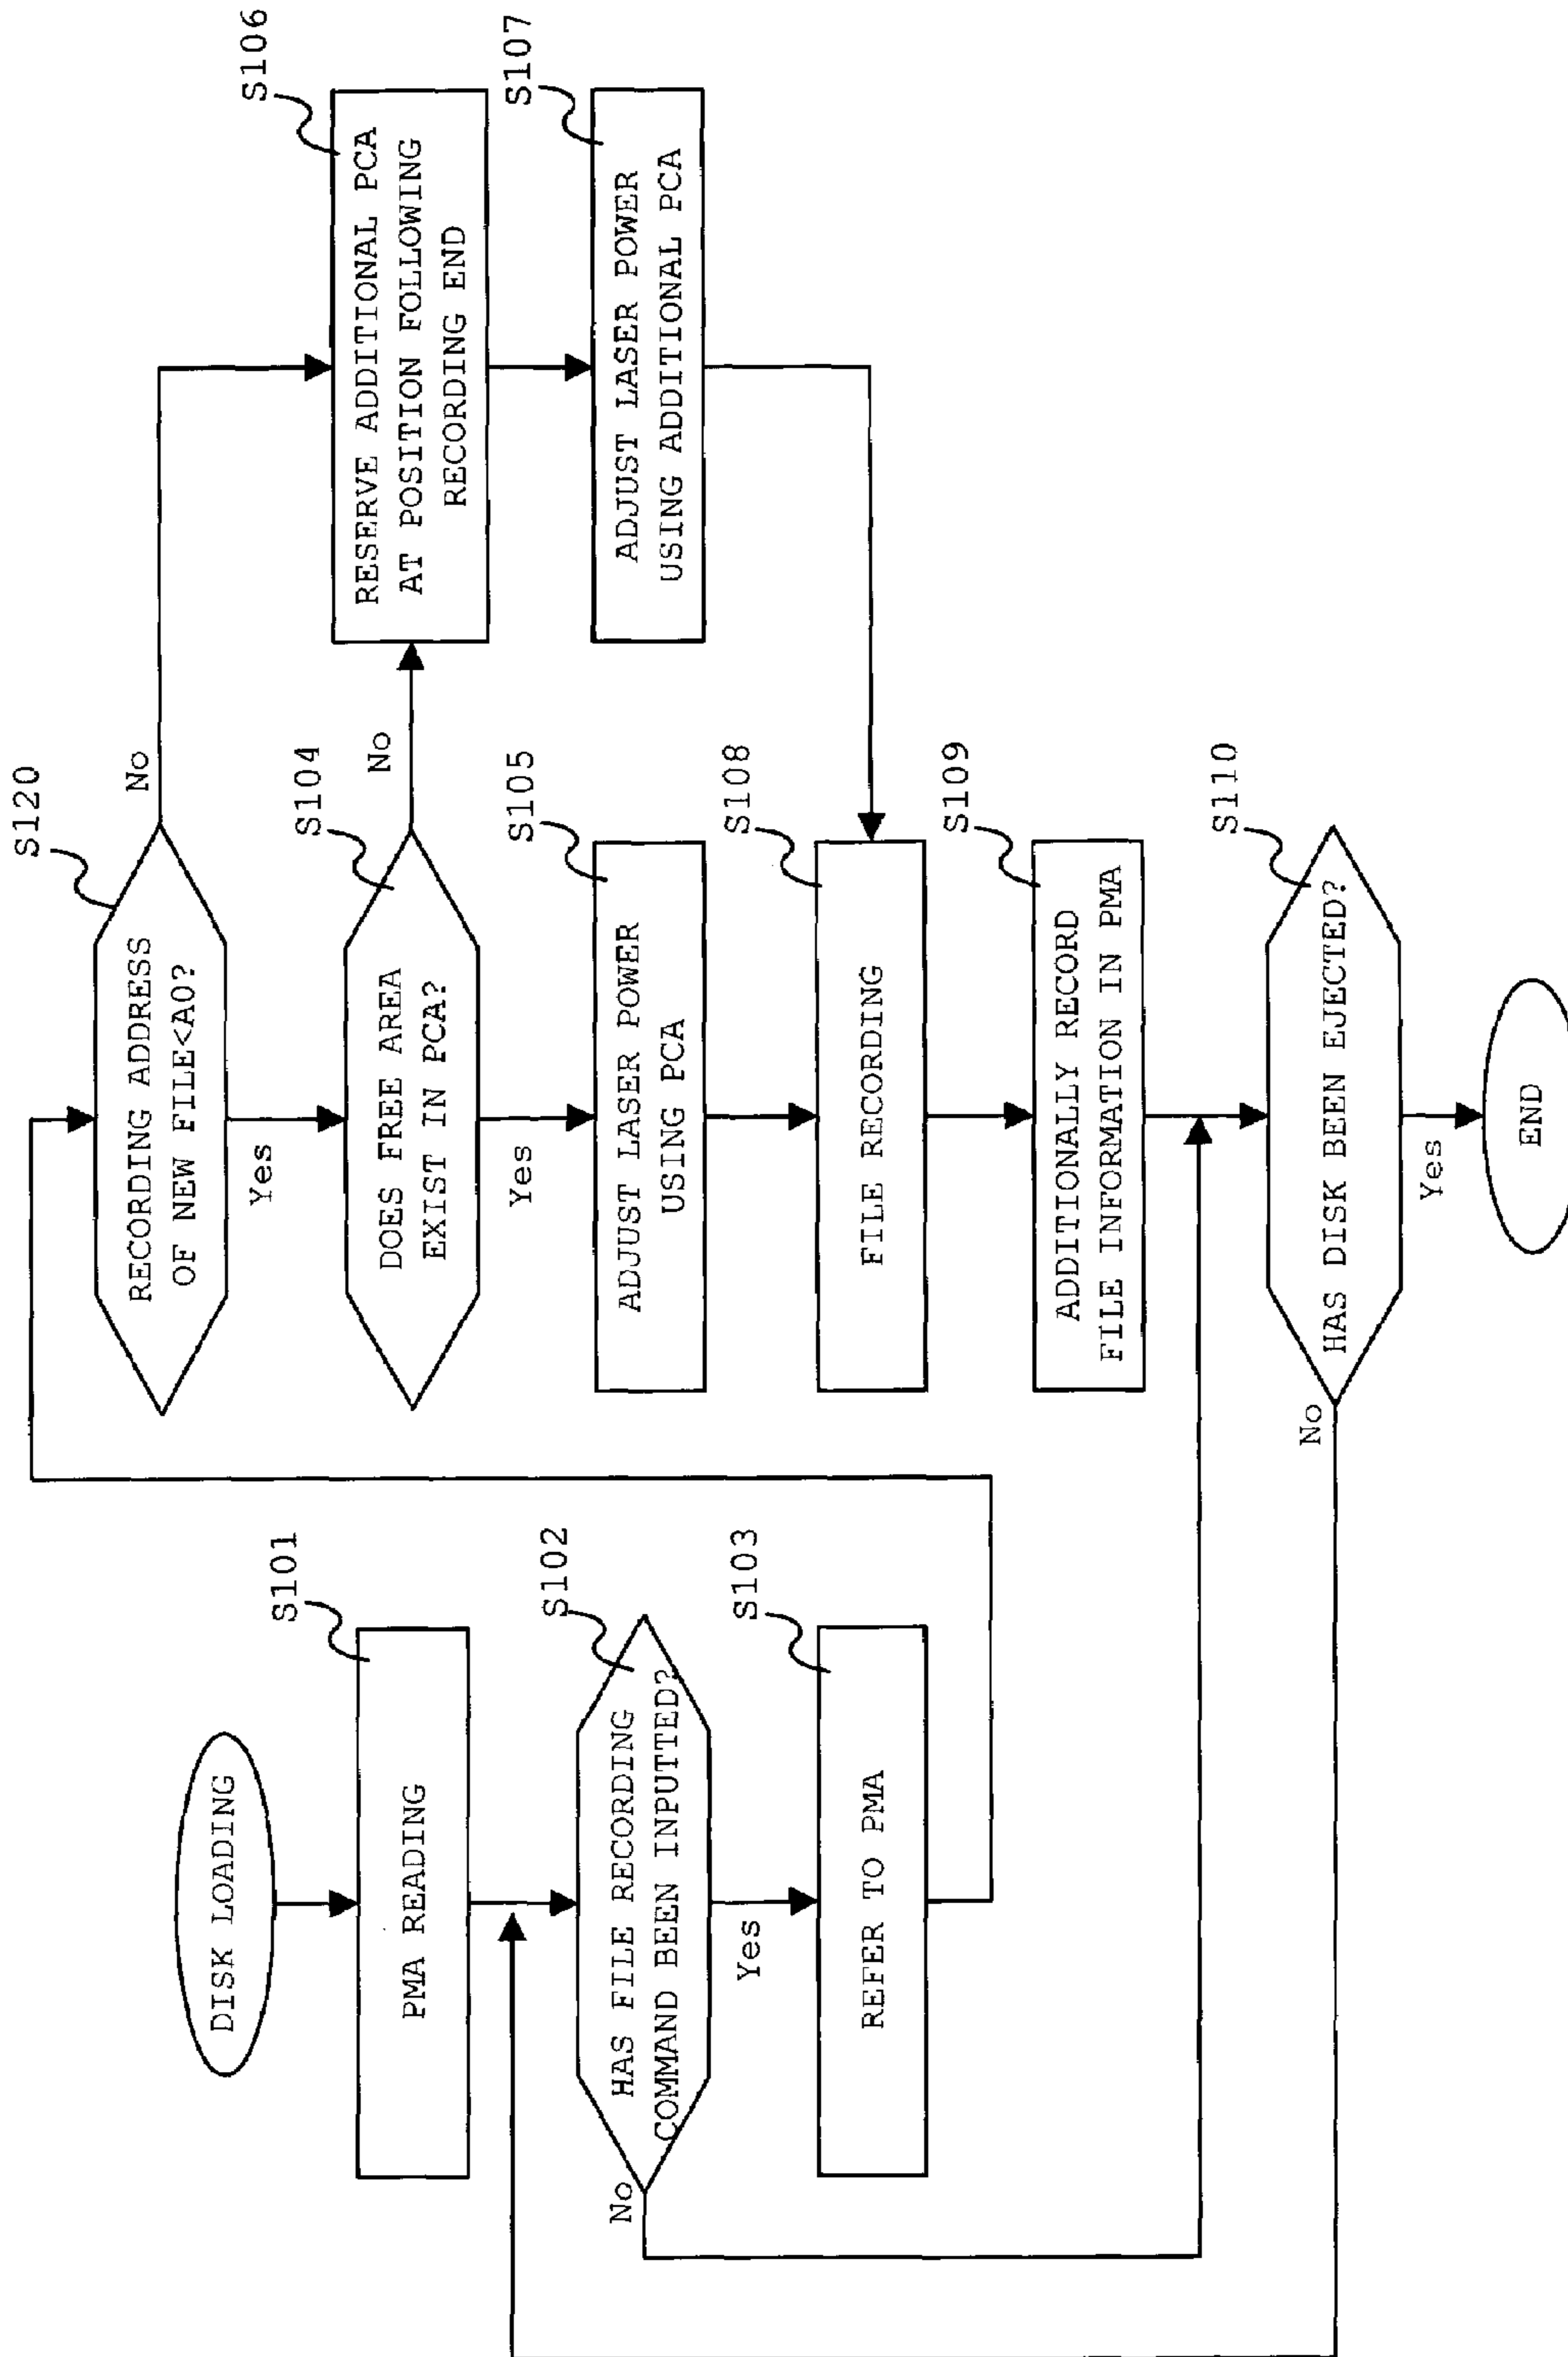 DISK LOADING
S101
PMA READING
S102
HAS FILE RECORDING
COMMAND BEEN INPUTTED?
No
Yes
S103
REFER TO PMA
S120
RECORDING ADDRESS
OF NEW FILE<A0?
No
Yes
S104
DOES FREE AREA
EXIST IN PCA?
No
Yes
S105
ADJUST LASER POWER
USING PCA
S106
RESERVE ADDITIONAL PCA
AT POSITION FOLLOWING
RECORDING END
S107
ADJUST LASER POWER
USING ADDITIONAL PCA
S108
FILE RECORDING
S109
ADDITIONALLY RECORD
FILE INFORMATION IN PMA
S110
HAS DISK BEEN EJECTED?
No
Yes
END